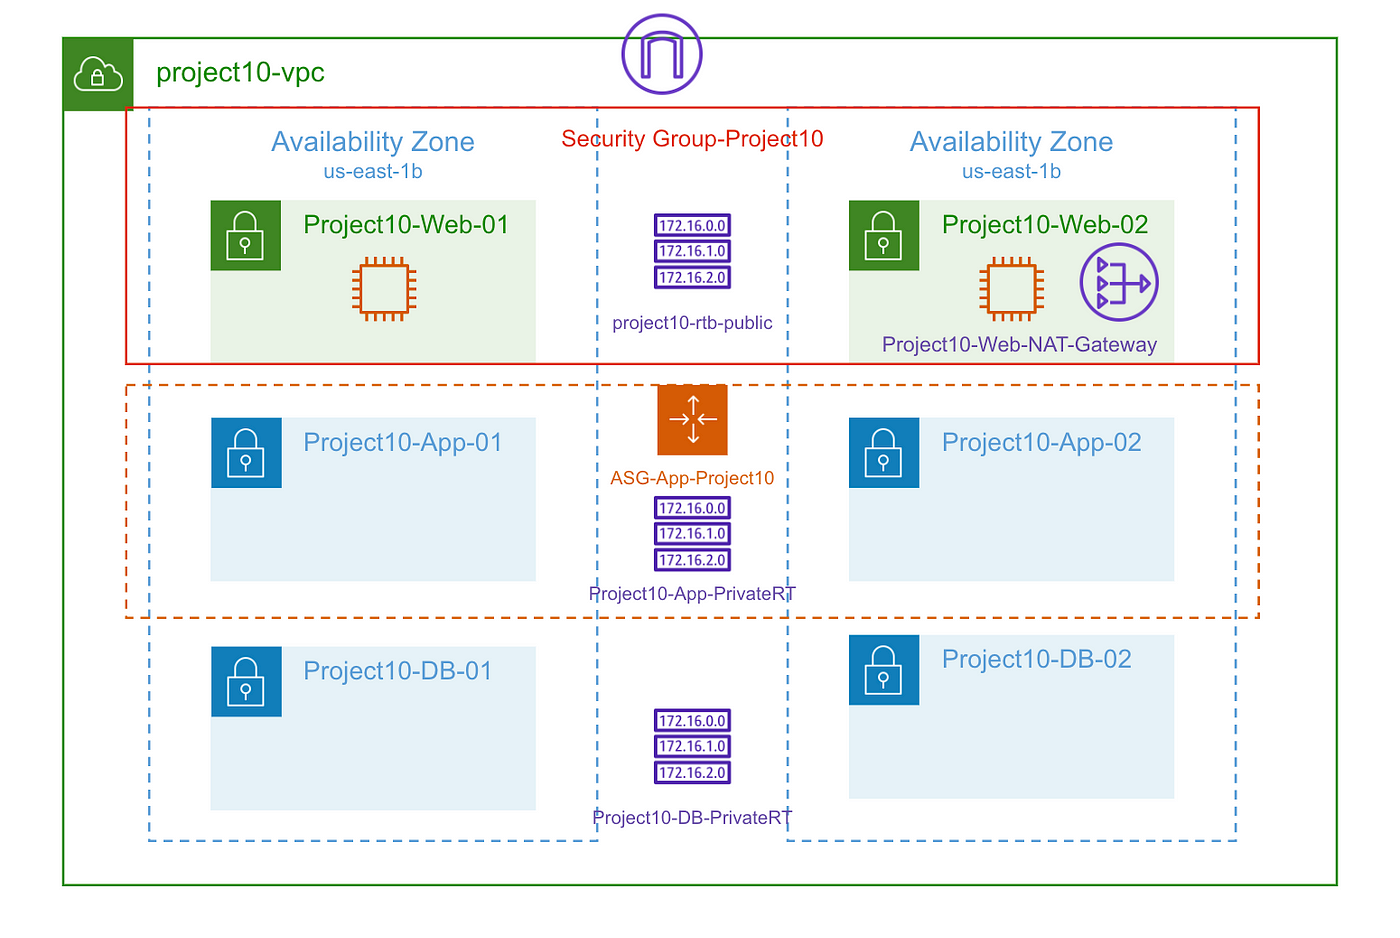 project10-vpc
Availability Zone
us-east-1b
Security Group-Project10
Availability Zone
us-east-1b
Project10-Web-01
172.16.0.0
172.16.1.0
172.16.2.0
project10-rtb-public
Project10-Web-02
Project10-Web-NAT-Gateway
Project10-App-01
ASG-App-Project10
172.16.0.0
172.16.1.0
172.16.2.0
Project10-App-PrivateRT
Project10-App-02
Project10-DB-01
172.16.0.0
172.16.1.0
172.16.2.0
Project10-DB-PrivateRT
Project10-DB-02